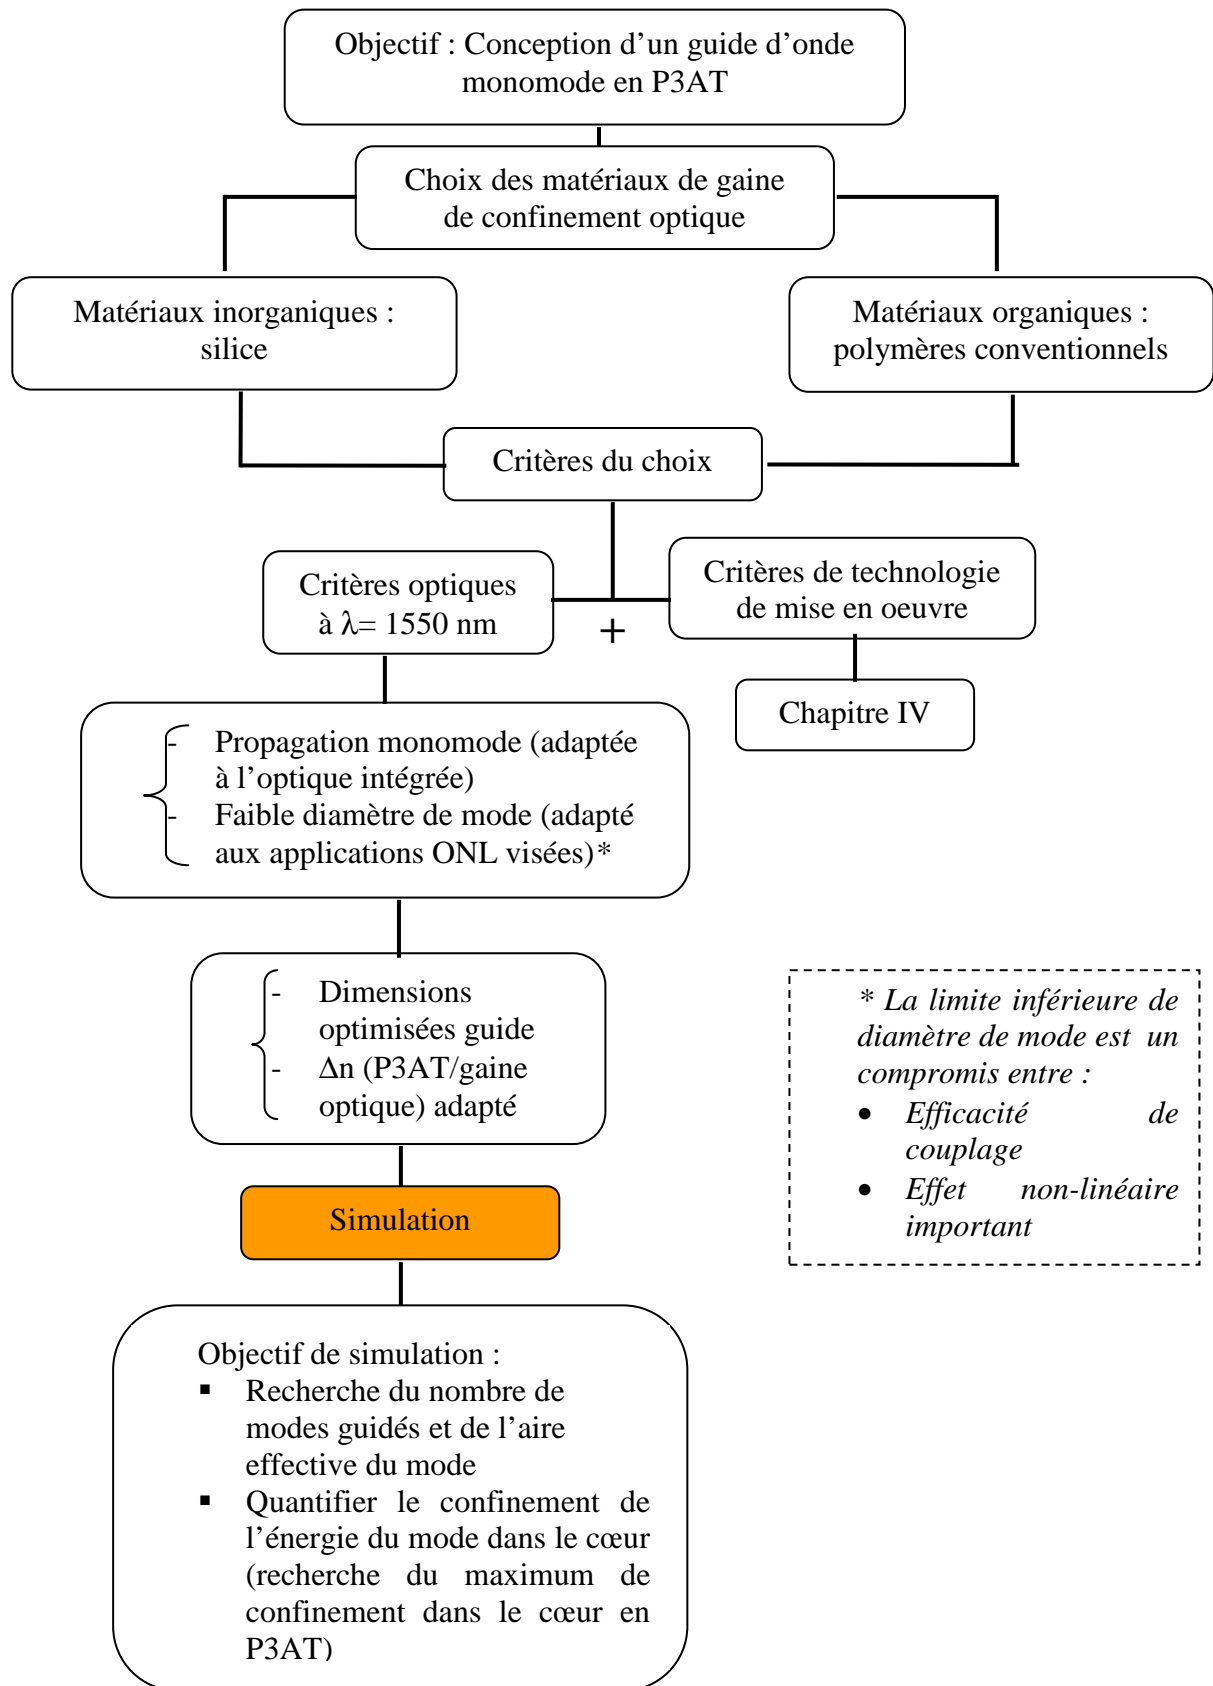 Objectif : Conception d’un guide d’onde
monomode en P3AT
Choix des matériaux de gaine
de confinement optique
Matériaux inorganiques :
silice
Matériaux organiques :
polymères conventionnels
Critères du choix
Critères optiques
à λ= 1550 nm
+
Critères de technologie
de mise en oeuvre
Chapitre IV
- Propagation monomode (adaptée
à l’optique intégrée)
- Faible diamètre de mode (adapté
aux applications ONL visées)*
- Dimensions
optimisées guide
- Δn (P3AT/gaine
optique) adapté
* La limite inférieure de
diamètre de mode est un
compromis entre :
• Efficacité de
couplage
• Effet non-linéaire
important
Simulation
Objectif de simulation :
▪ Recherche du nombre de
modes guidés et de l’aire
effective du mode
▪ Quantifier le confinement de
l’énergie du mode dans le cœur
(recherche du maximum de
confinement dans le cœur en
P3AT)